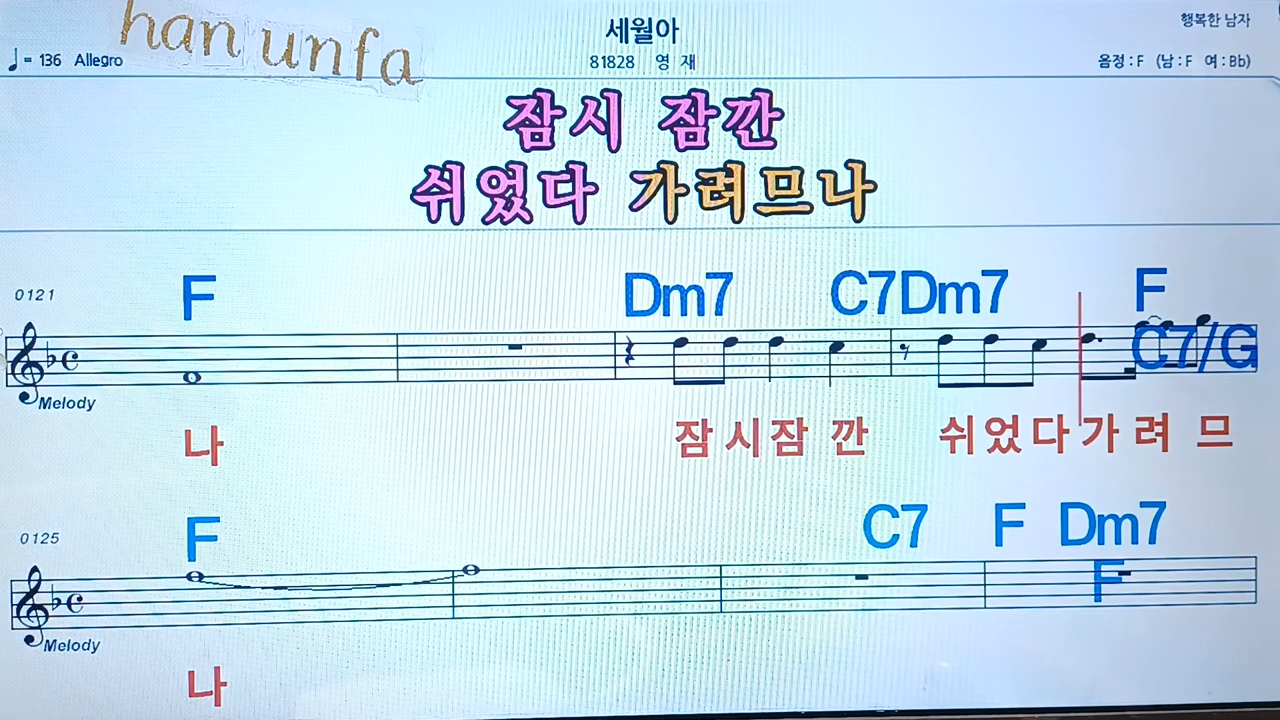 han unfa
세월아
행복한 남자
♩= 136 Allegro
81828 영 재
음정 : F (남 : F 여 : Bb)
잠시 잠깐
쉬었다 가려므나
0121
F Dm7 C7 Dm7 F
C7/G
Melody
나 잠 시 잠 깐 쉬 었 다 가 려 므
0125
F C7 F Dm7
F
Melody
나